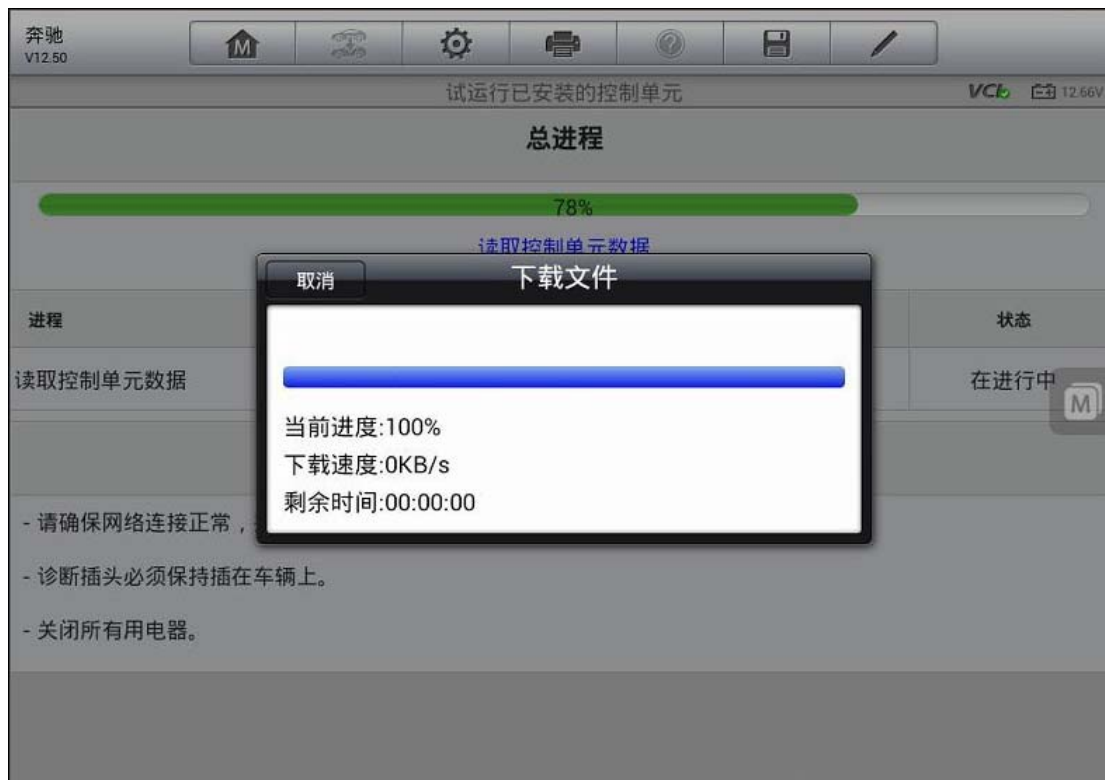 奔驰
V12.50
M
试运行已安装的控制单元
VCI
12.66V
总进程
78%
读取控制单元数据
取消
下载文件
进程
状态
读取控制单元数据
在进行中
M
当前进度:100%
下载速度:0KB/s
剩余时间:00:00:00
- 请确保网络连接正常，
- 诊断插头必须保持插在车辆上。
- 关闭所有用电器。